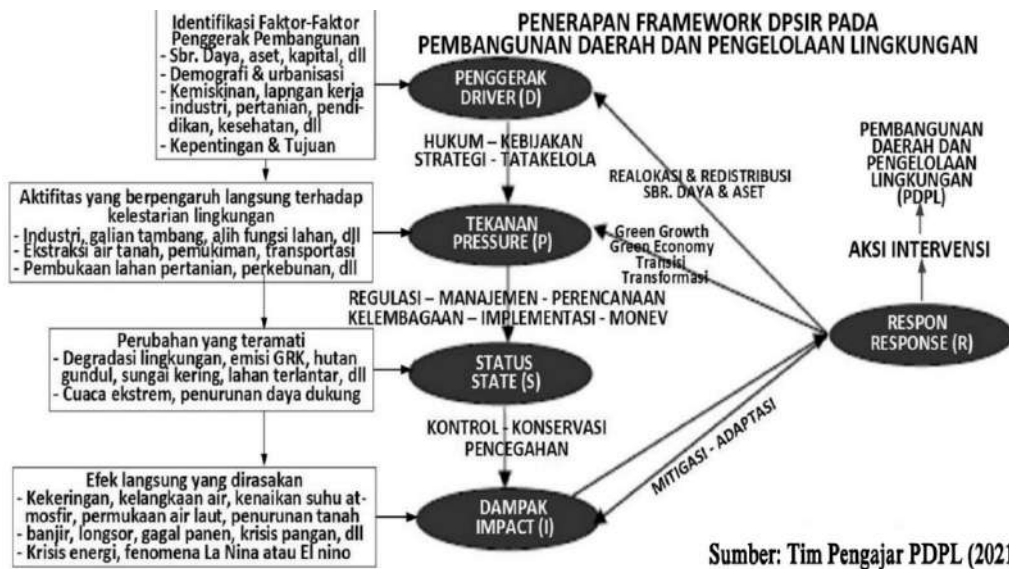 PENERAPAN FRAMEWORK DPSIR PADA
PEMBANGUNAN DAERAH DAN PENGELOLAAN LINGKUNGAN
Identifikasi Faktor-Faktor
Penggerak Pembangunan
- Sbr. Daya, aset, kapital, dll
- Demografi & urbanisasi
- Kemiskinan, lapngan kerja
- industri, pertanian, pendi-
dikan, kesehatan, dll
- Kepentingan & Tujuan
PENGGERAK
DRIVER (D)
HUKUM – KEBIJAKAN
STRATEGI - TATAKELOLA
Aktifitas yang berpengaruh langsung terhadap
kelestarian lingkungan
- Industri, galian tambang, alih fungsi lahan, dll
- Ekstraksi air tanah, pemukiman, transportasi
- Pembukaan lahan pertanian, perkebunan, dll
TEKANAN
PRESSURE (P)
REGULASI – MANAJEMEN - PERENCANAAN
KELEMBAGAAN – IMPLEMENTASI - MONEV
Perubahan yang teramati
- Degradasi lingkungan, emisi GRK, hutan
gundul, sungai kering, lahan terlantar, dll
- Cuaca ekstrem, penurunan daya dukung
STATUS
STATE (S)
KONTROL - KONSERVASI
PENCEGAHAN
Efek langsung yang dirasakan
- Kekeringan, kelangkaan air, kenaikan suhu at-
mosfir, permukaan air laut, penurunan tanah
- banjir, longsor, gagal panen, krisis pangan, dll
- Krisis energi, fenomena La Nina atau El nino
DAMPAK
IMPACT (I)
REALOKASI & REDISTRIBUSI
SBR. DAYA & ASET
Green Growth
Green Economy
Transisi
Transformasi
MITIGASI - ADAPTASI
PEMBANGUNAN
DAERAH DAN
PENGELOLAAN
LINGKUNGAN
(PDPL)
AKSI INTERVENSI
RESPON
RESPONSE (R)
Sumber: Tim Pengajar PDPL (2021